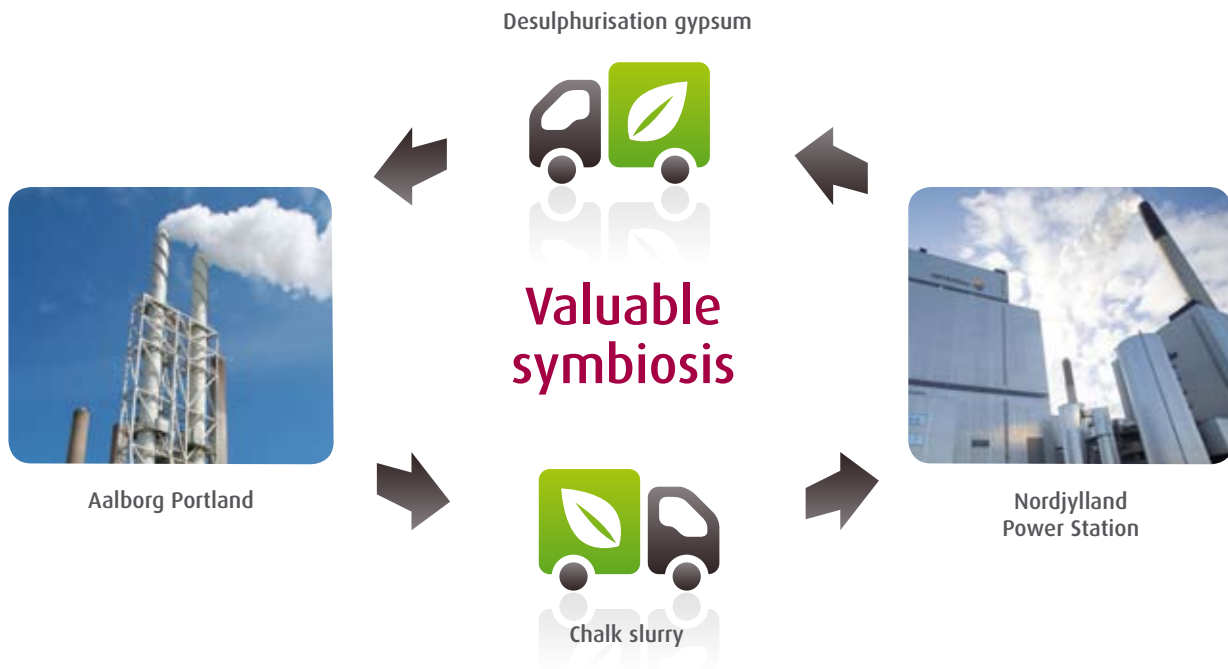 Desulphurisation gypsum
Valuable
symbiosis
Aalborg Portland
Nordjylland
Power Station
Chalk slurry